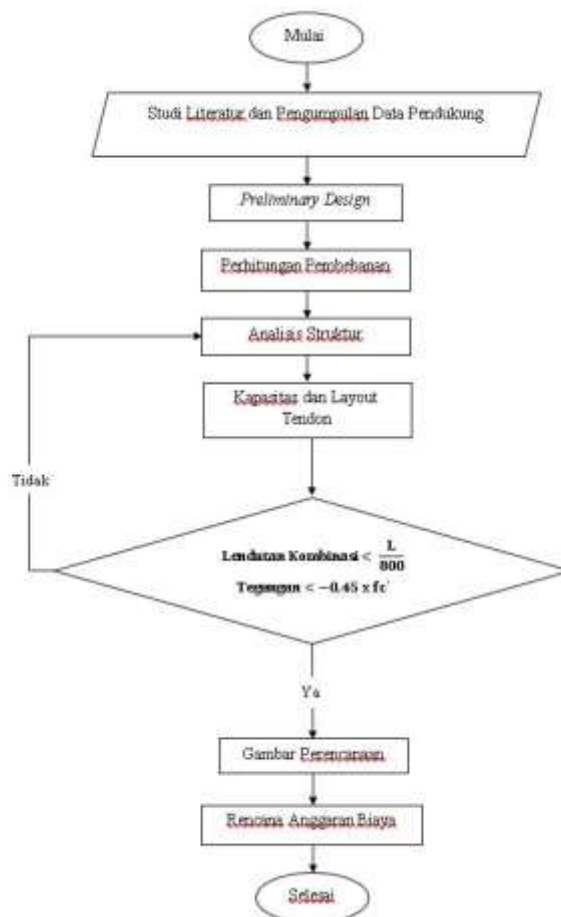 Mulai
Studi Literatur dan Pengumpulan Data Pendukung
Preliminary Design
Perhitungan Pembebanan
Analisis Struktur
Kapasitas dan Layout
Tendon
Tidak
Lendutan Kombinasi < L/800
Tegangan < −0.45 x fc'
Ya
Gambar Perencanaan
Rencana Anggaran Biaya
Selesai